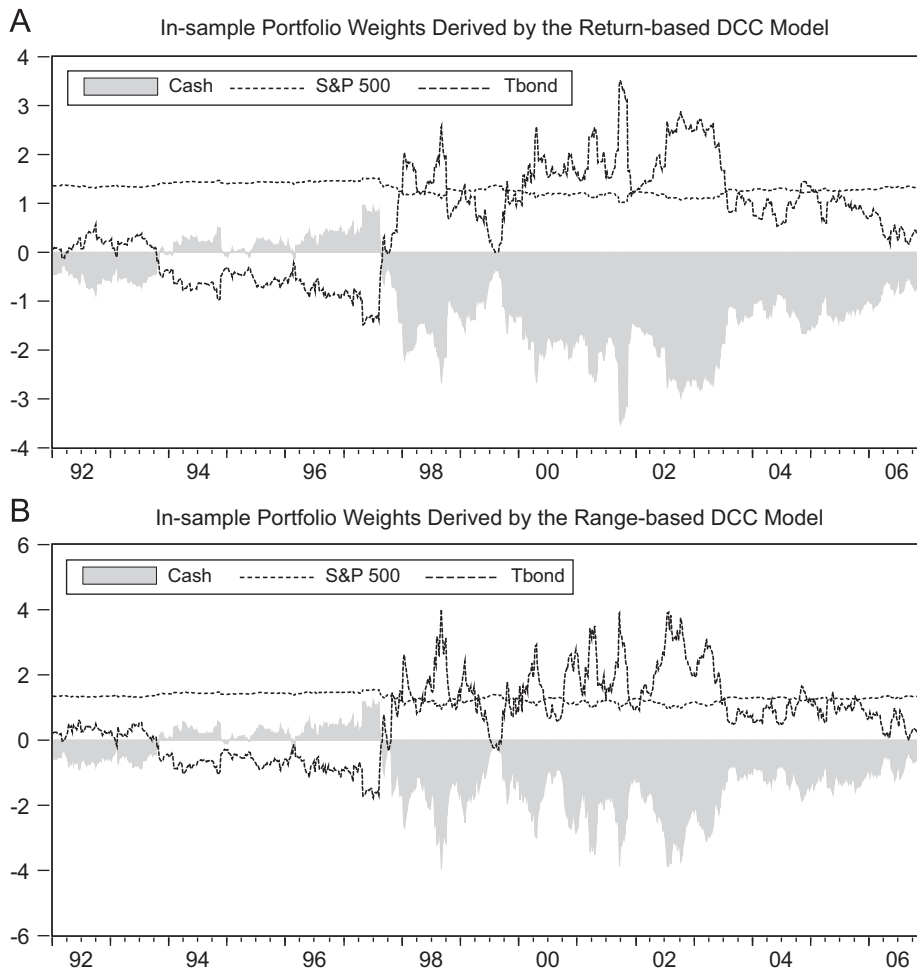 A
In-sample Portfolio Weights Derived by the Return-based DCC Model
4
Cash S&P 500 Tbond
3
2
1
0
-1
-2
-3
-4
92 94 96 98 00 02 04 06
B
In-sample Portfolio Weights Derived by the Range-based DCC Model
6
Cash S&P 500 Tbond
4
2
0
-2
-4
-6
92 94 96 98 00 02 04 06